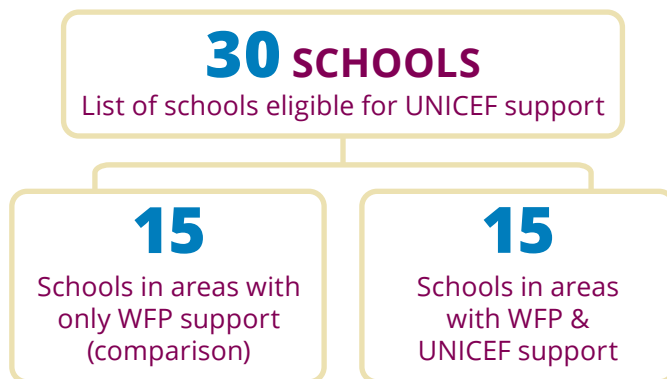 30 SCHOOLS
List of schools eligible for UNICEF support
15
Schools in areas with
only WFP support
(comparison)
15
Schools in areas
with WFP &
UNICEF support